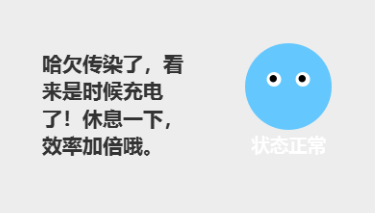 哈欠传染了，看
来是时候充电
了！休息一下，
效率加倍哦。
状态正常